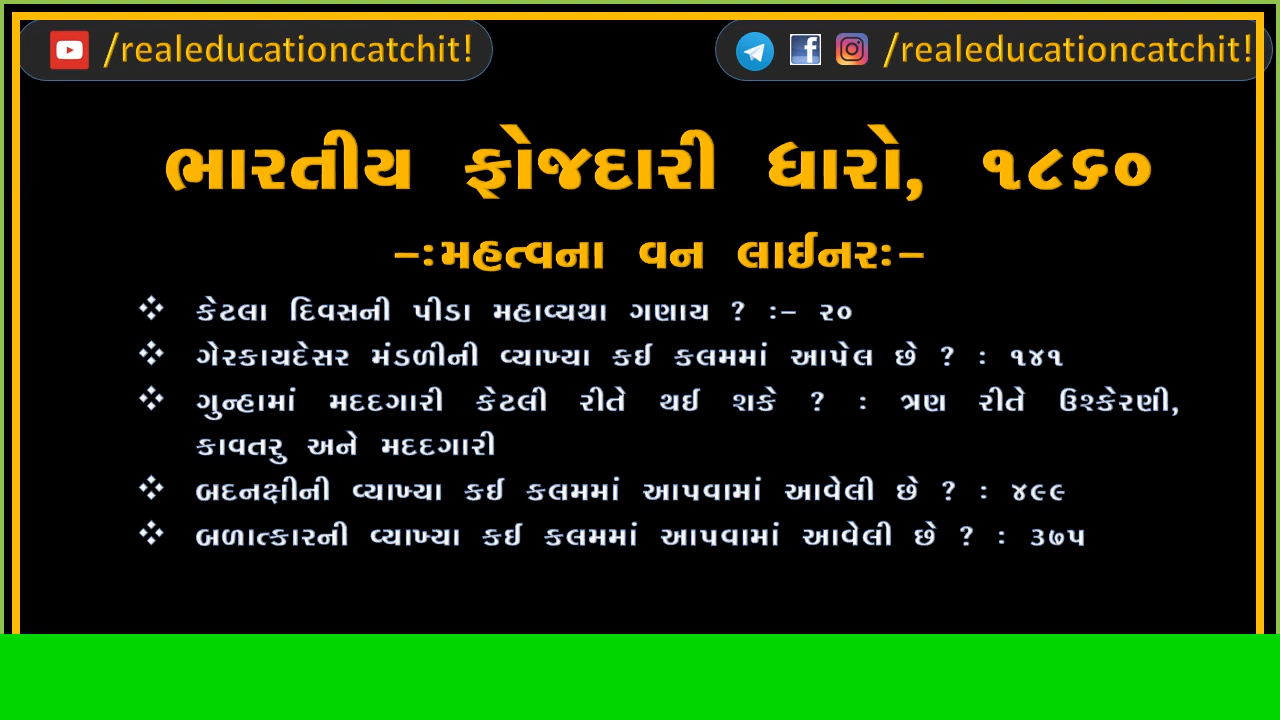 /realeducationcatchit!
/realeducationcatchit!
ભારતીય ફોજદારી ધારો, ૧૮૬૦
-:મહત્વના વન લાઈનર:-
❖ કેટલા દિવસની પીડા મહાવ્યથા ગણાય ? :- ૨૦
❖ ગેરકાયદેસર મંડળીની વ્યાખ્યા કઈ કલમમાં આપેલ છે ? : ૧૪૧
❖ ગુન્હામાં મદદગારી કેટલી રીતે થઈ શકે ? : ત્રણ રીતે ઉશ્કેરણી,
કાવતરુ અને મદદગારી
❖ બદનક્ષીની વ્યાખ્યા કઈ કલમમાં આપવામાં આવેલી છે ? : ૪૯૯
❖ બળાત્કારની વ્યાખ્યા કઈ કલમમાં આપવામાં આવેલી છે ? : ૩૭૫